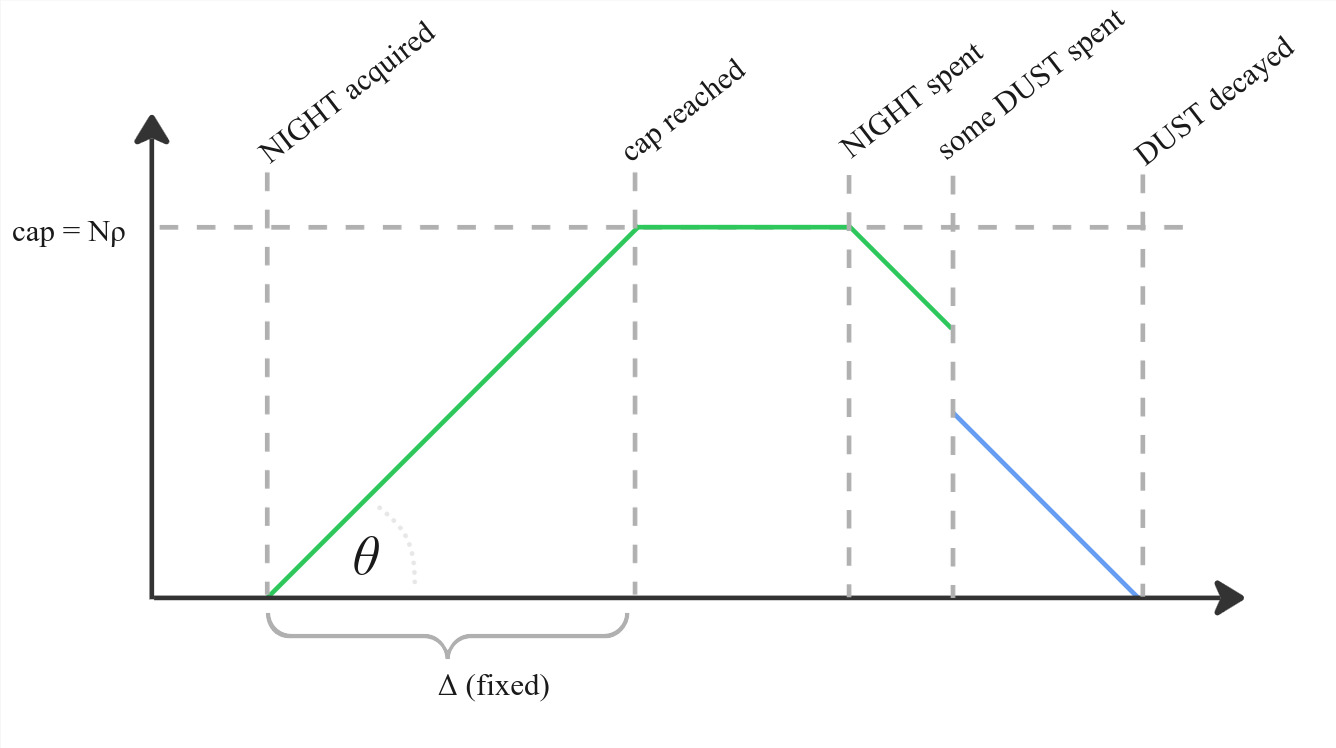 NIGHT acquired
cap reached
NIGHT spent
some DUST spent
DUST decayed
cap = Nρ
θ
Δ (fixed)